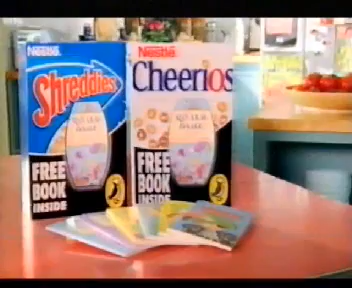 Nestlé
Shreddies
FREE
BOOK
INSIDE
Nestlé
Cheerios
FREE
BOOK
INSIDE